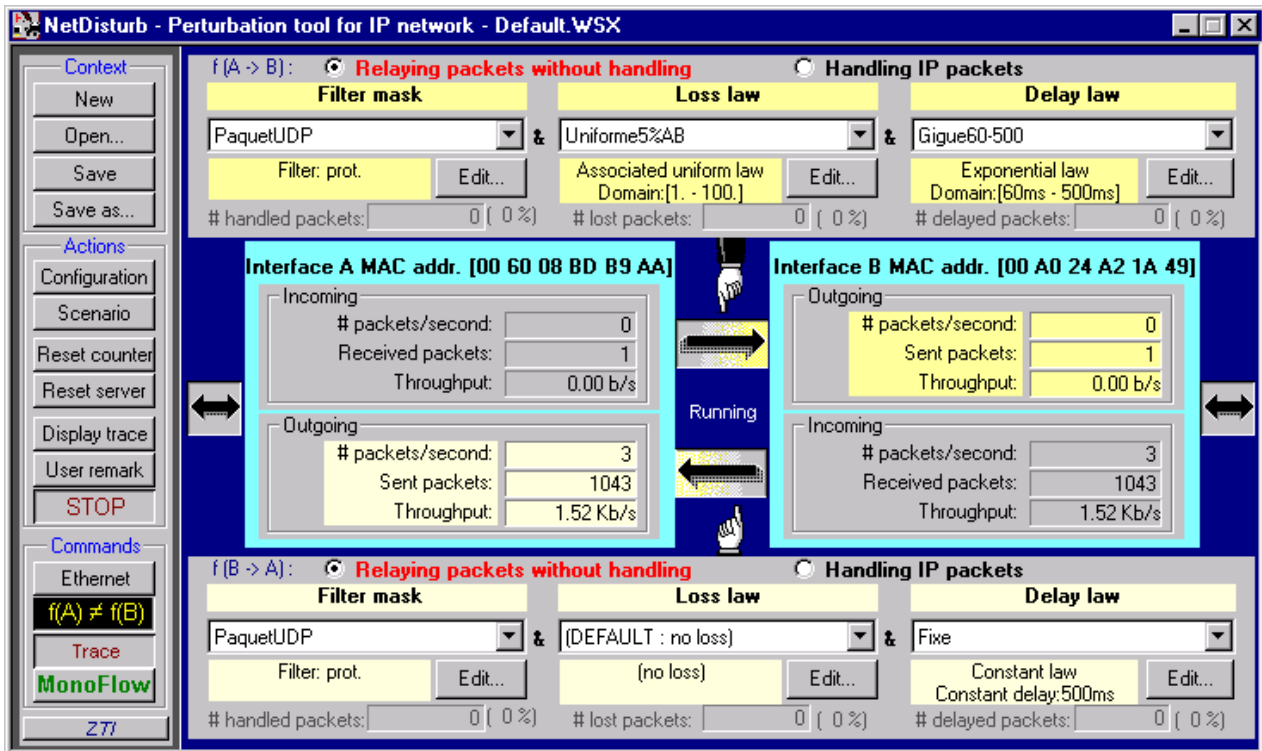 NetDisturb - Perturbation tool for IP network - Default.WSX
Context
New
Open...
Save
Save as...
Actions
Configuration
Scenario
Reset counter
Reset server
Display trace
User remark
STOP
Commands
Ethernet
f(A) ≠ f(B)
Trace
MonoFlow
ZTI
f (A -> B) : Relaying packets without handling Handling IP packets
Filter mask Loss law Delay law
PaquetUDP & Uniforme5%AB & Gigue60-500
Filter: prot. Edit... Associated uniform law Edit... Exponential law Edit...
Domain:[1. - 100.] Domain:[60ms - 500ms]
# handled packets: 0 ( 0 %) # lost packets: 0 ( 0 %) # delayed packets: 0 ( 0 %)
Interface A MAC addr. [00 60 08 BD B9 AA] Interface B MAC addr. [00 A0 24 A2 1A 49]
Incoming Outgoing
# packets/second: 0 # packets/second: 0
Received packets: 1 Sent packets: 1
Throughput: 0.00 b/s Throughput: 0.00 b/s
Running
Outgoing Incoming
# packets/second: 3 # packets/second: 3
Sent packets: 1043 Received packets: 1043
Throughput: 1.52 Kb/s Throughput: 1.52 Kb/s
f (B -> A) : Relaying packets without handling Handling IP packets
Filter mask Loss law Delay law
PaquetUDP & (DEFAULT : no loss) & Fixe
Filter: prot. Edit... (no loss) Edit... Constant law Edit...
Constant delay:500ms
# handled packets: 0 ( 0 %) # lost packets: 0 ( 0 %) # delayed packets: 0 ( 0 %)